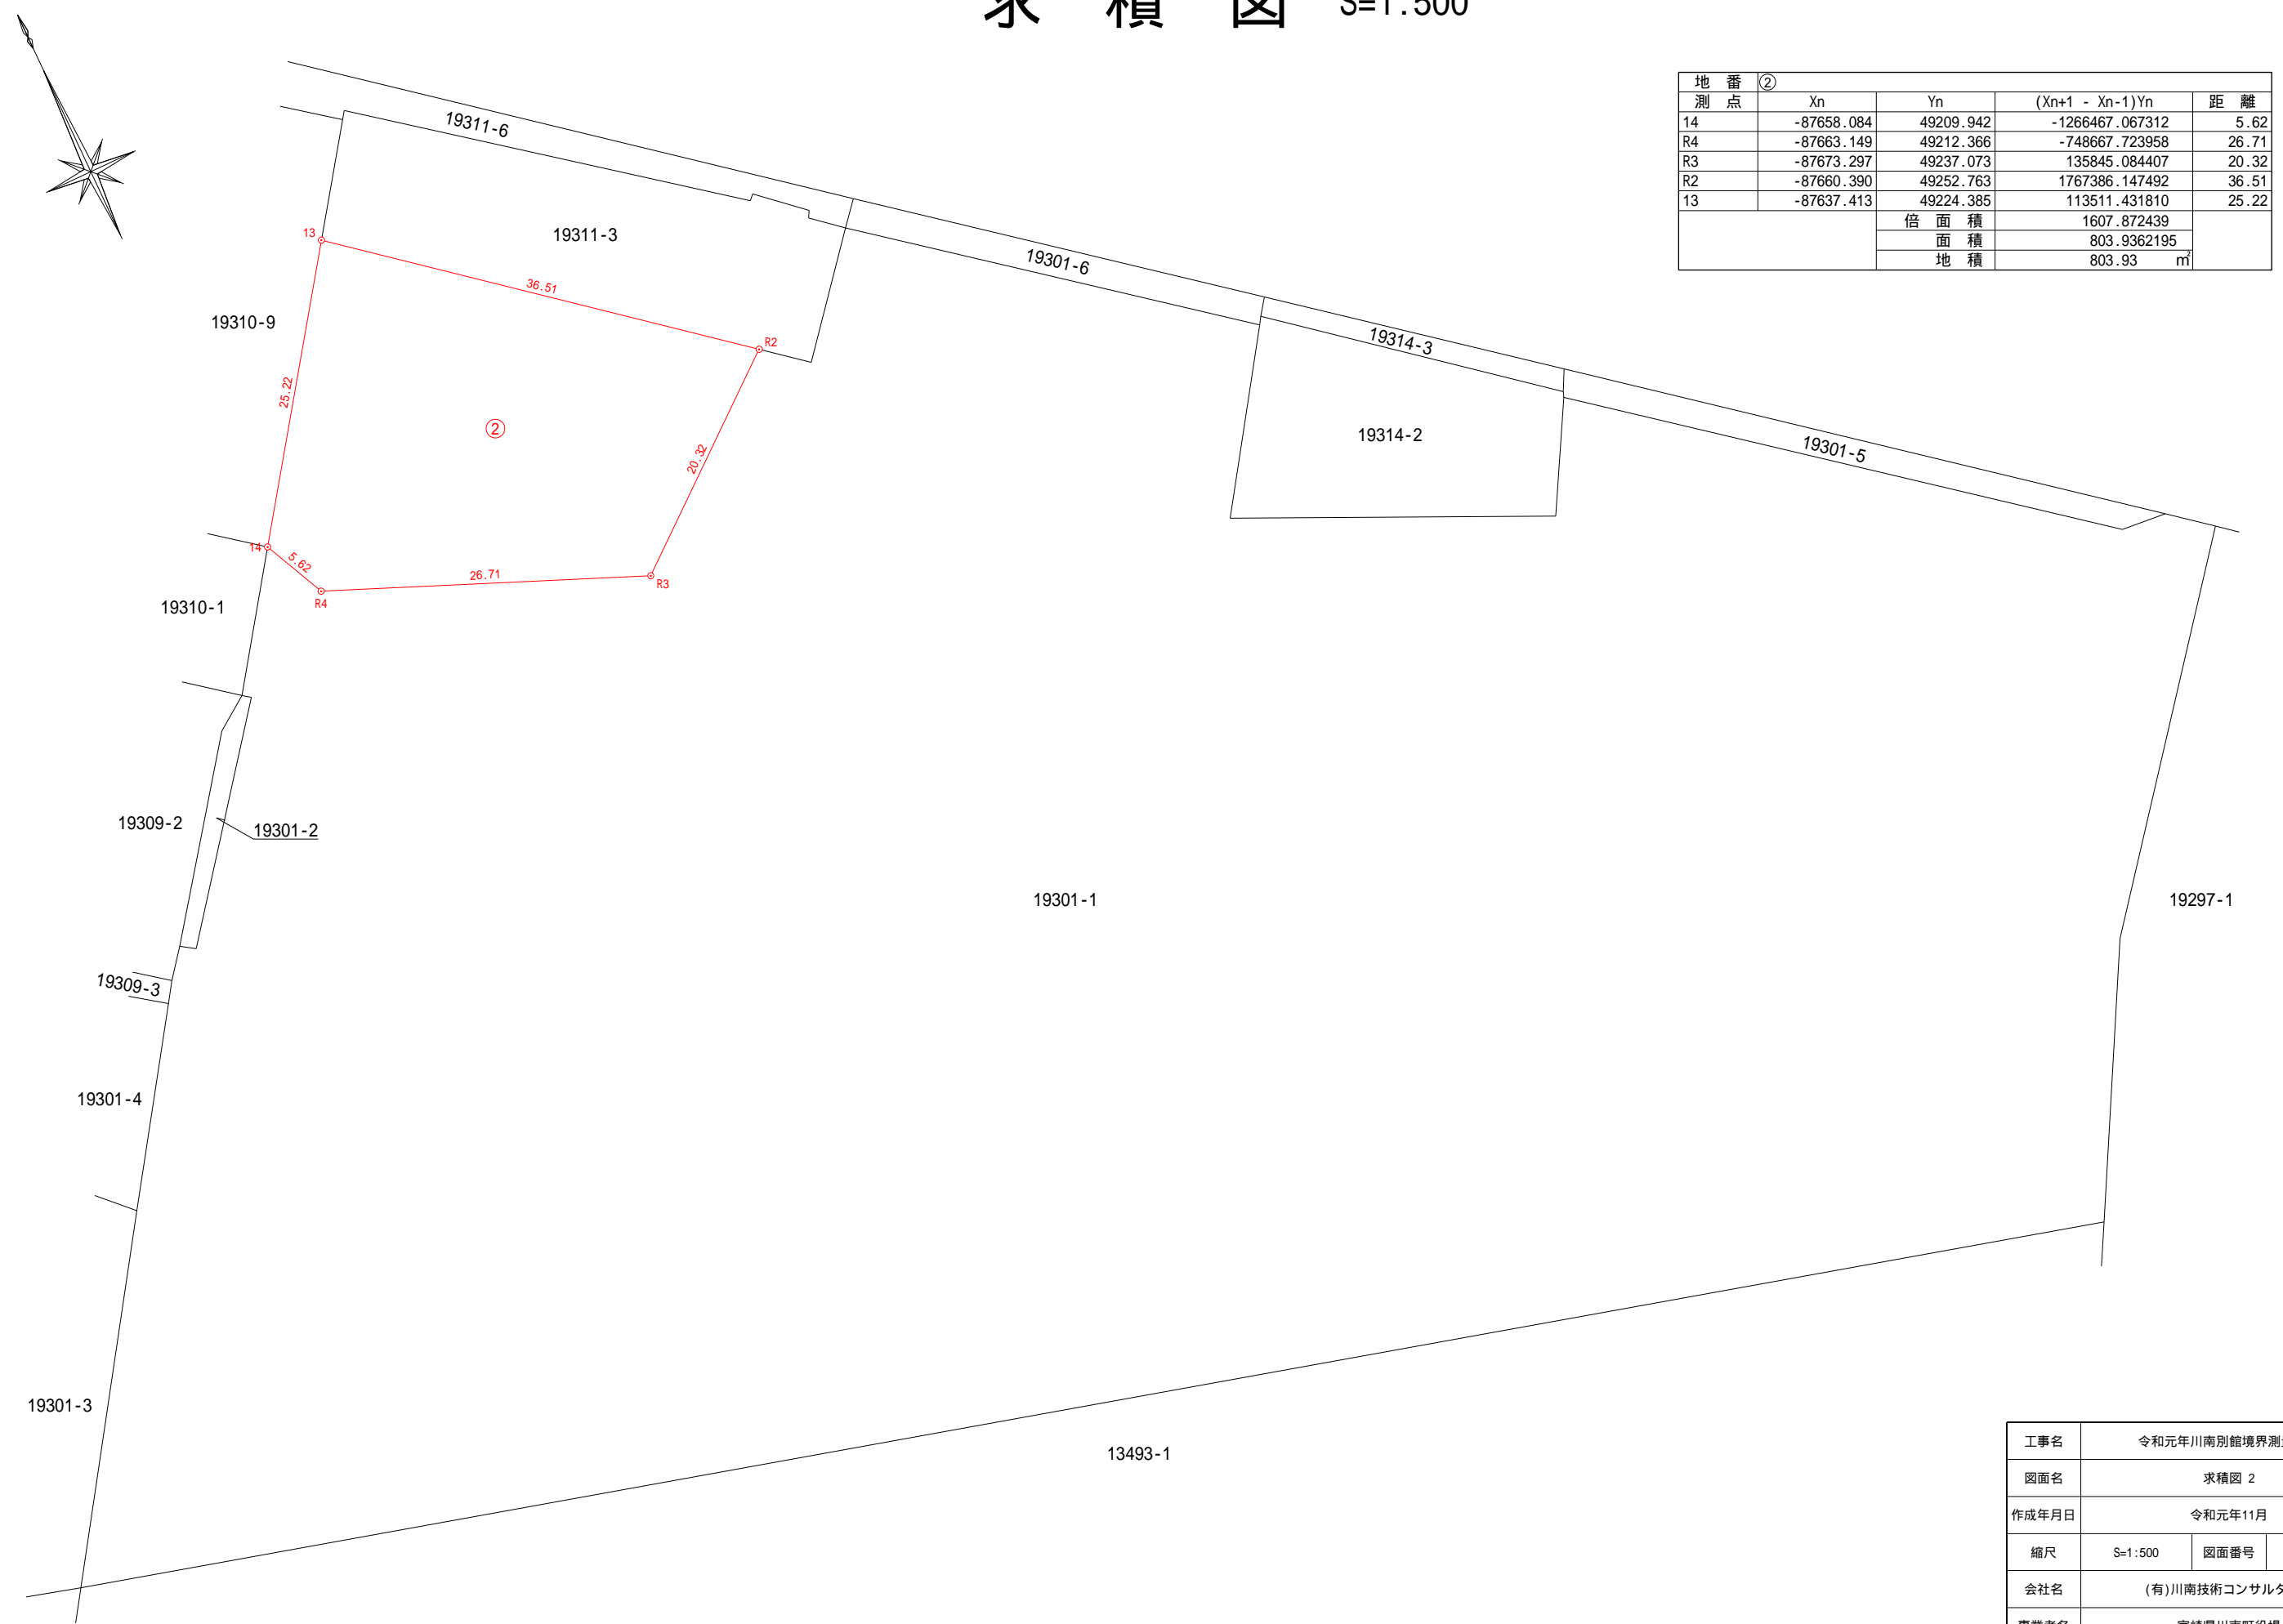 求 積 図 S=1:500
地 番 ②
測 点 Xn Yn (Xn+1 - Xn-1)Yn 距 離
14 -87658.084 49209.942 -1266467.067312 5.62
R4 -87663.149 49212.366 -748667.723958 26.71
R3 -87673.297 49237.073 135845.084407 20.32
R2 -87660.390 49252.763 1767386.147492 36.51
13 -87637.413 49224.385 113511.431810 25.22
倍 面 積 1607.872439
面 積 803.9362195
地 積 803.93 ㎡
19311-6
13
19311-3
19301-6
36.51
19310-9
R2
19314-3
25.22
②
20.32
19314-2
19301-5
14
5.62
26.71
R3
R4
19310-1
19309-2
19301-2
19301-1
19297-1
19309-3
19301-4
19301-3
13493-1
工事名 令和元年川南別館境界測
図面名 求積図 2
作成年月日 令和元年11月
縮尺 S=1:500 図面番号
会社名 (有)川南技術コンサルタ